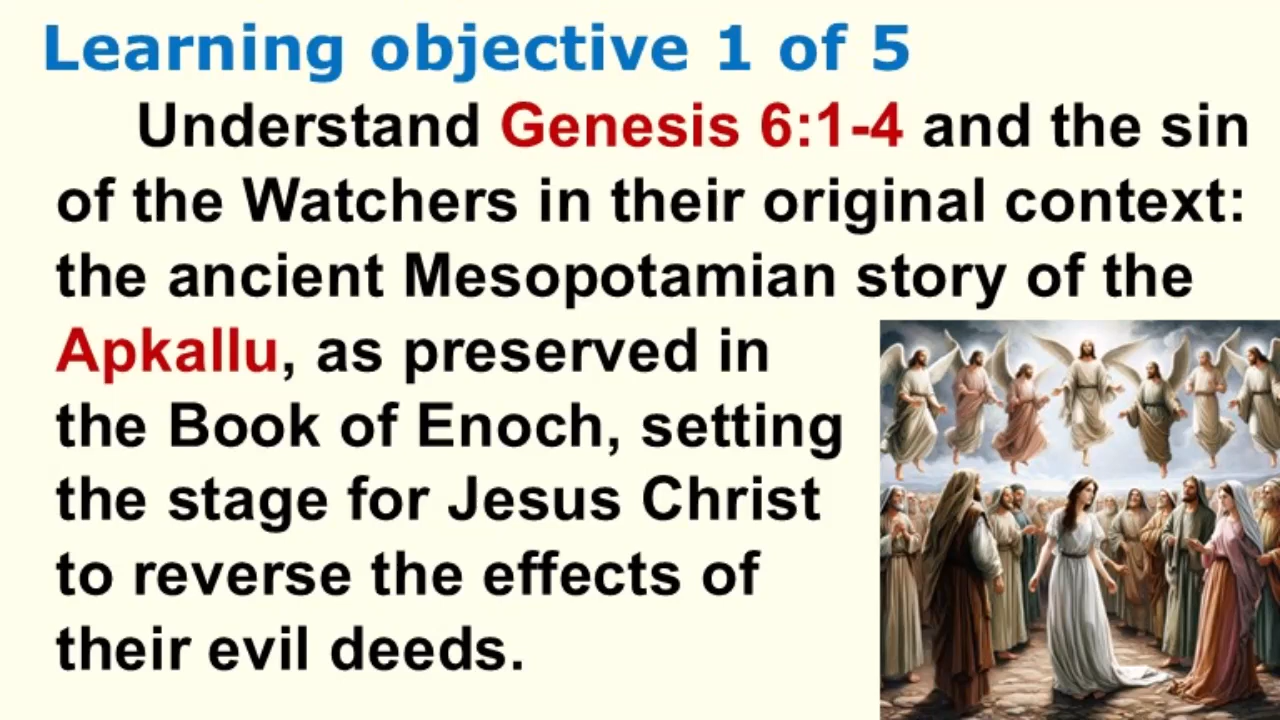 Learning objective 1 of 5
Understand Genesis 6:1-4 and the sin
of the Watchers in their original context:
the ancient Mesopotamian story of the
Apkallu, as preserved in
the Book of Enoch, setting
the stage for Jesus Christ
to reverse the effects of
their evil deeds.